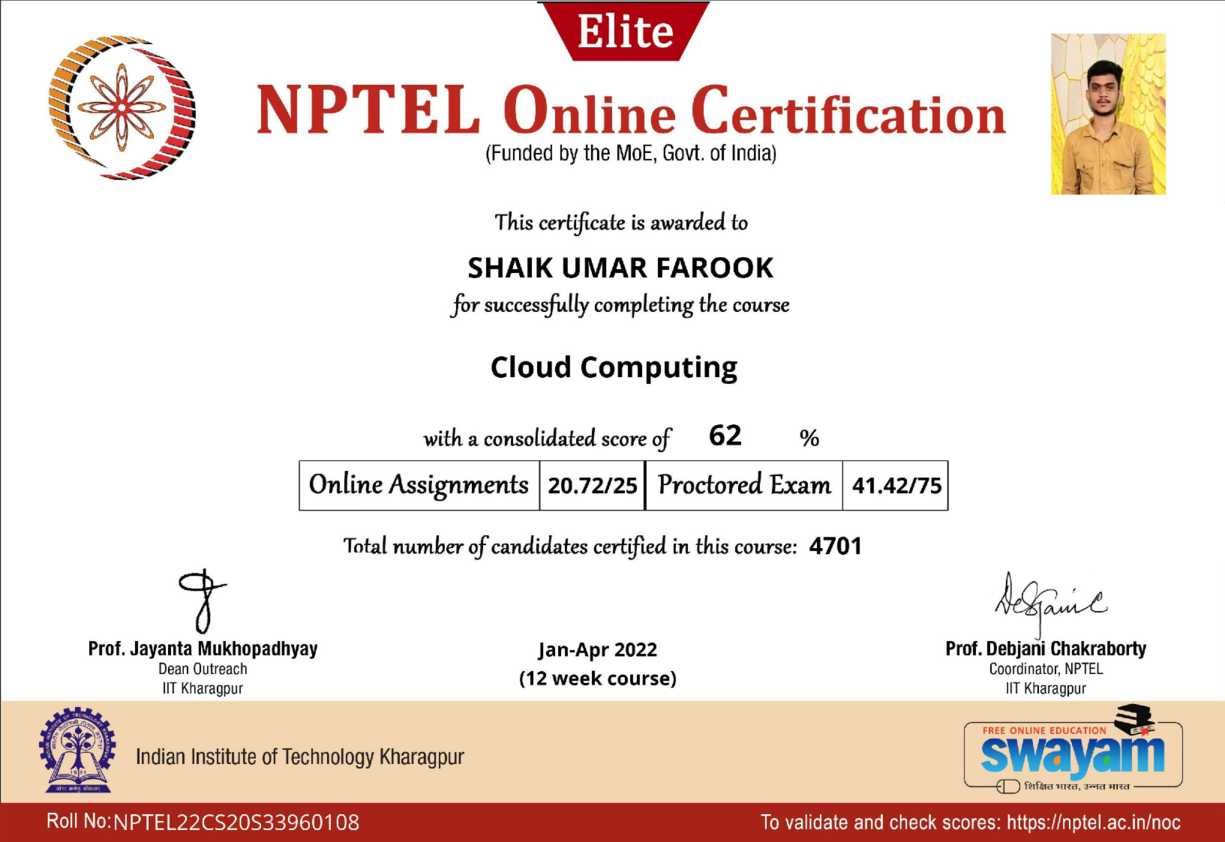 Elite
NPTEL Online Certification
(Funded by the MoE, Govt. of India)
This certificate is awarded to
SHAIK UMAR FAROOK
for successfully completing the course
Cloud Computing
with a consolidated score of 62 %
Online Assignments 20.72/25 Proctored Exam 41.42/75
Total number of candidates certified in this course: 4701
Prof. Jayanta Mukhopadhyay
Dean Outreach
IIT Kharagpur
Jan-Apr 2022
(12 week course)
Prof. Debjani Chakraborty
Coordinator, NPTEL
IIT Kharagpur
Indian Institute of Technology Kharagpur
FREE ONLINE EDUCATION
swayam
शिक्षित भारत, उन्नत भारत
Roll No: NPTEL22CS20S33960108
To validate and check scores: https://nptel.ac.in/noc